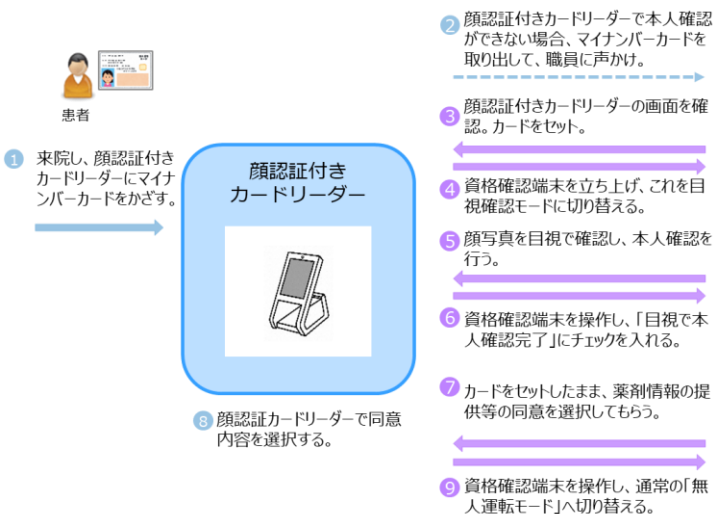 患者
① 来院し、顔認証付き
カードリーダーにマイナ
ンバーカードをかざす。
顔認証付き
カードリーダー
② 顔認証付きカードリーダーで本人確認
ができない場合、マイナンバーカードを
取り出して、職員に声かけ。
③ 顔認証付きカードリーダーの画面を確
認。カードをセット。
④ 資格確認端末を立ち上げ、これを目
視確認モードに切り替える。
⑤ 顔写真を目視で確認し、本人確認を
行う。
⑥ 資格確認端末を操作し、「目視で本
人確認完了」にチェックを入れる。
⑦ カードをセットしたまま、薬剤情報の提
供等の同意を選択してもらう。
⑧ 顔認証カードリーダーで同意
内容を選択する。
⑨ 資格確認端末を操作し、通常の「無
人運転モード」へ切り替える。